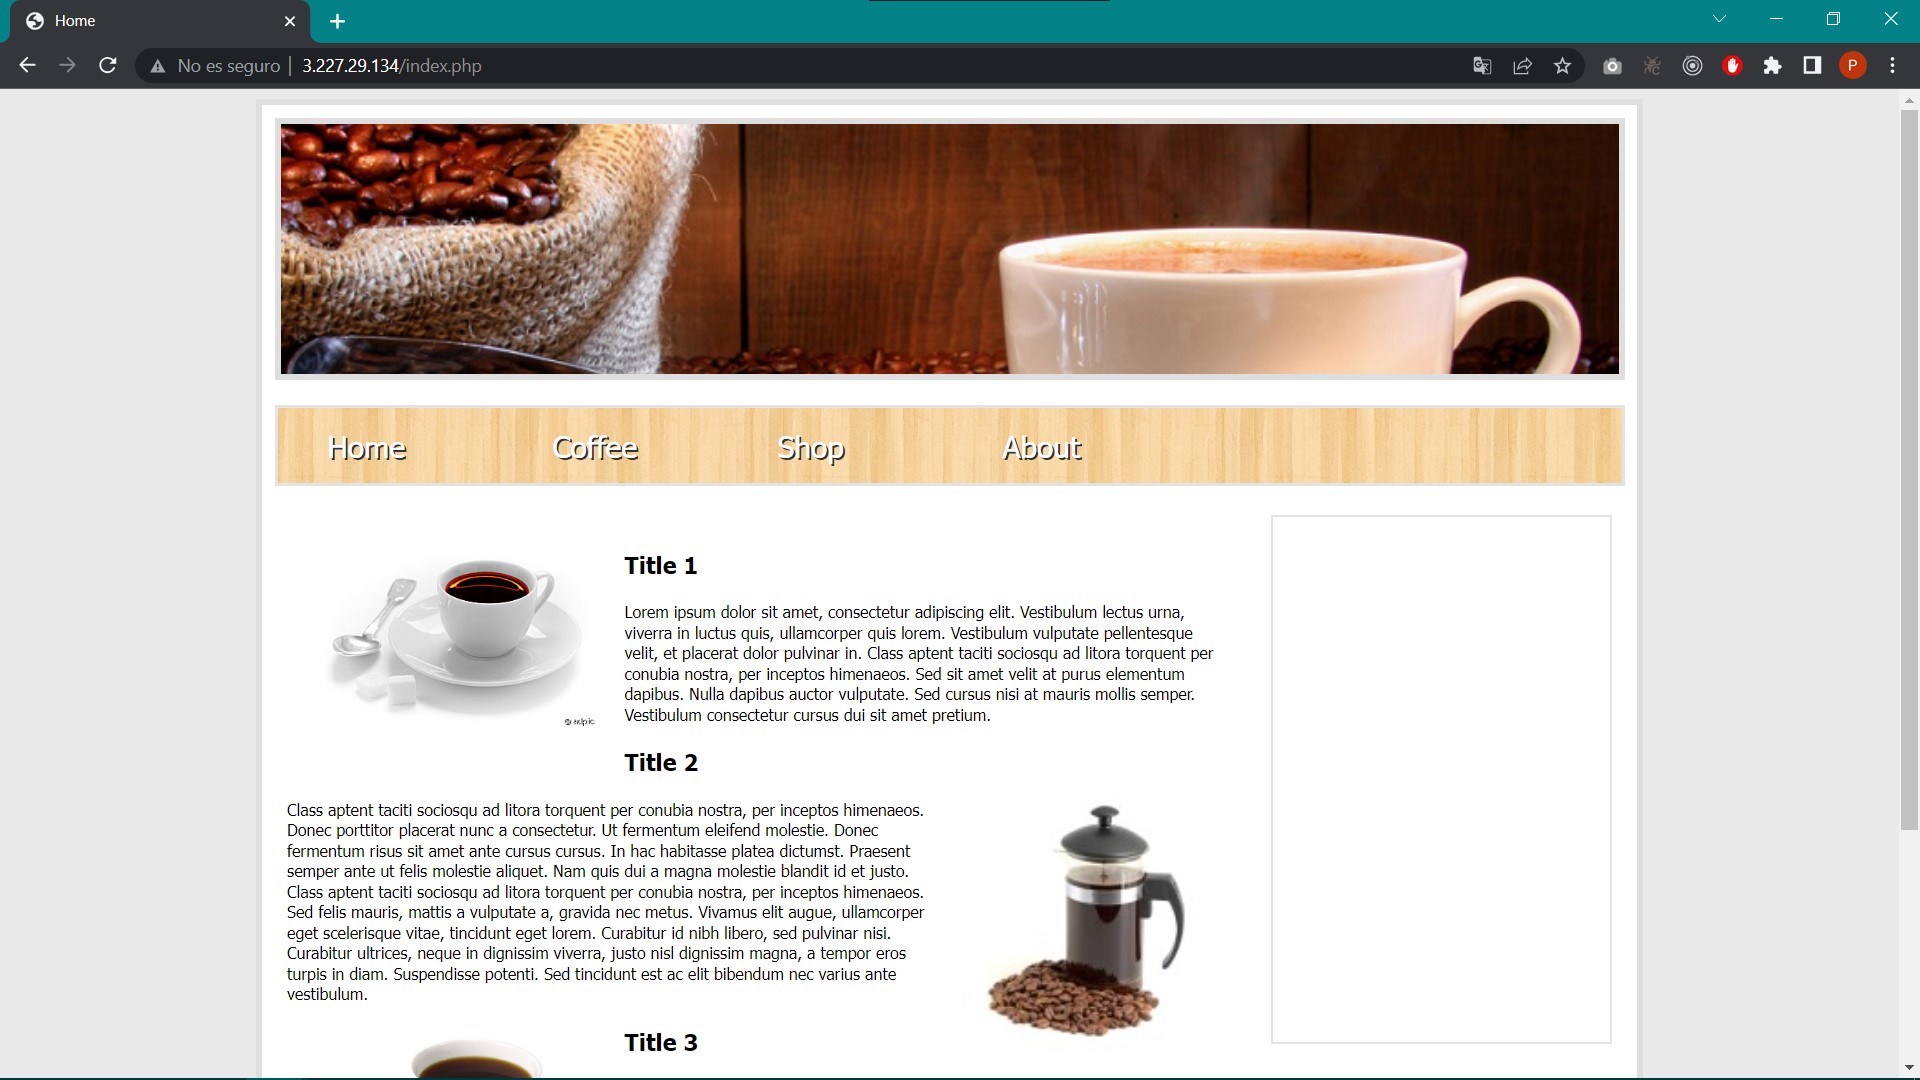 Home
No es seguro
3.227.29.134/index.php
P
Home Coffee Shop About
Title 1
Lorem ipsum dolor sit amet, consectetur adipiscing elit. Vestibulum lectus urna,
viverra in luctus quis, ullamcorper quis lorem. Vestibulum vulputate pellentesque
velit, et placerat dolor pulvinar in. Class aptent taciti sociosqu ad litora torquent per
conubia nostra, per inceptos himenaeos. Sed sit amet velit at purus elementum
dapibus. Nulla dapibus auctor vulputate. Sed cursus nisi at mauris mollis semper.
Vestibulum consectetur cursus dui sit amet pretium.
Title 2
Class aptent taciti sociosqu ad litora torquent per conubia nostra, per inceptos himenaeos.
Donec porttitor placerat nunc a consectetur. Ut fermentum eleifend molestie. Donec
fermentum risus sit amet ante cursus cursus. In hac habitasse platea dictumst. Praesent
semper ante ut felis molestie aliquet. Nam quis dui a magna molestie blandit id et justo.
Class aptent taciti sociosqu ad litora torquent per conubia nostra, per inceptos himenaeos.
Sed felis mauris, mattis a vulputate a, gravida nec metus. Vivamus elit augue, ullamcorper
eget scelerisque vitae, tincidunt eget lorem. Curabitur id nibh libero, sed pulvinar nisi.
Curabitur ultrices, neque in dignissim viverra, justo nisl dignissim magna, a tempor eros
turpis in diam. Suspendisse potenti. Sed tincidunt est ac elit bibendum nec varius ante
vestibulum.
Title 3